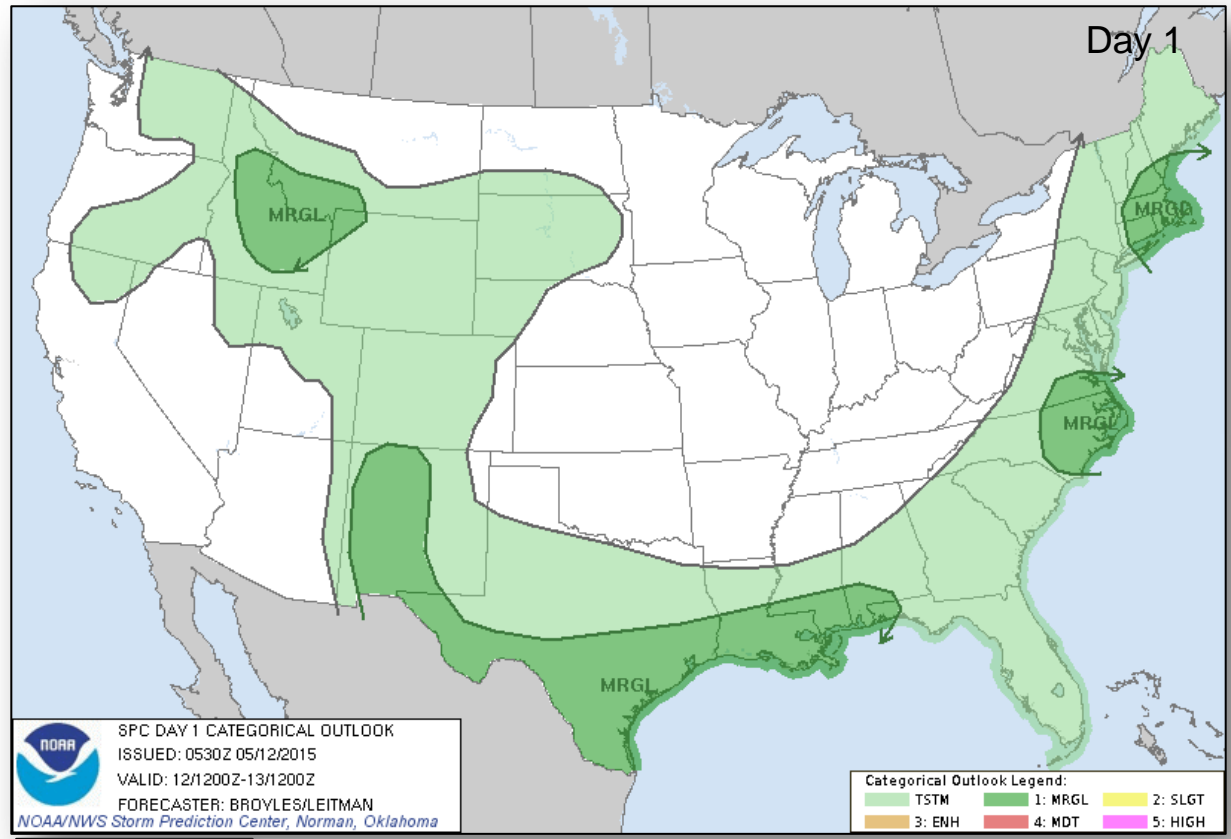 Day 1
MRGL
MRGL
MRGL
MRGL
SPC DAY 1 CATEGORICAL OUTLOOK
ISSUED: 0530Z 05/12/2015
VALID: 12/1200Z-13/1200Z
FORECASTER: BROYLES/LEITMAN
NOAA/NWS Storm Prediction Center, Norman, Oklahoma
NOAA
Categorical Outlook Legend:
TSTM 1: MRGL 2: SLGT
3: ENH 4: MDT 5: HIGH